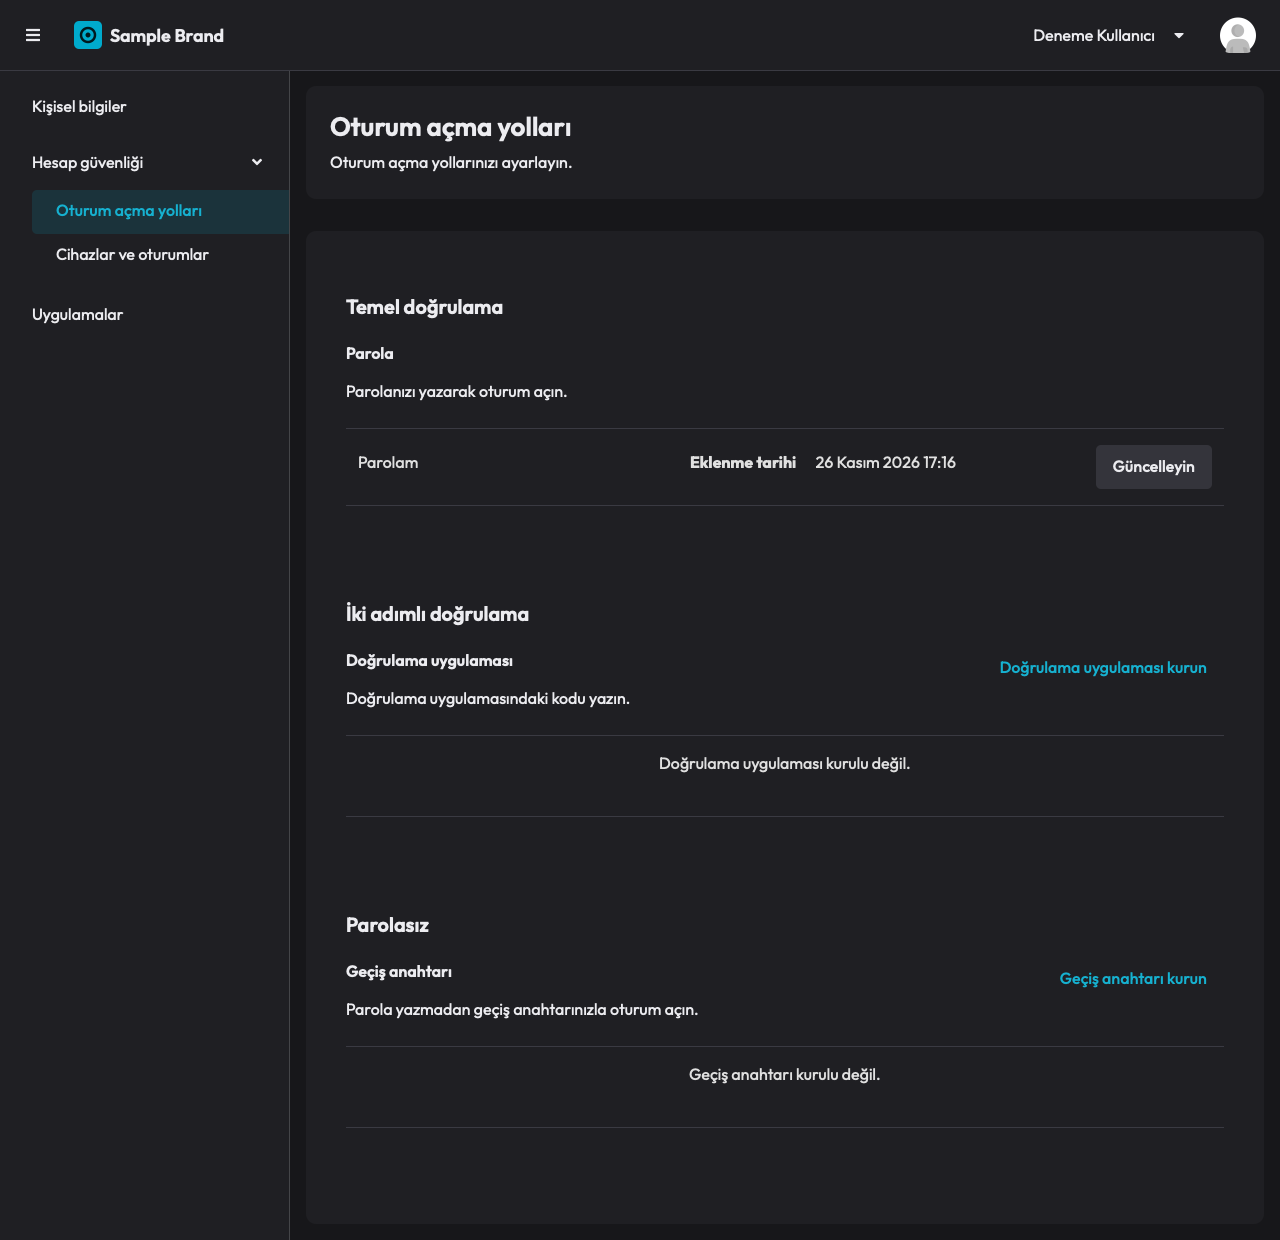 Sample Brand
Deneme Kullanıcı
Kişisel bilgiler
Hesap güvenliği
Oturum açma yolları
Cihazlar ve oturumlar
Uygulamalar
Oturum açma yolları
Oturum açma yollarınızı ayarlayın.
Temel doğrulama
Parola
Parolanızı yazarak oturum açın.
Parolam Eklenme tarihi 26 Kasım 2026 17:16 Güncelleyin
İki adımlı doğrulama
Doğrulama uygulaması
Doğrulama uygulaması kurun
Doğrulama uygulamasındaki kodu yazın.
Doğrulama uygulaması kurulu değil.
Parolasız
Geçiş anahtarı
Geçiş anahtarı kurun
Parola yazmadan geçiş anahtarınızla oturum açın.
Geçiş anahtarı kurulu değil.